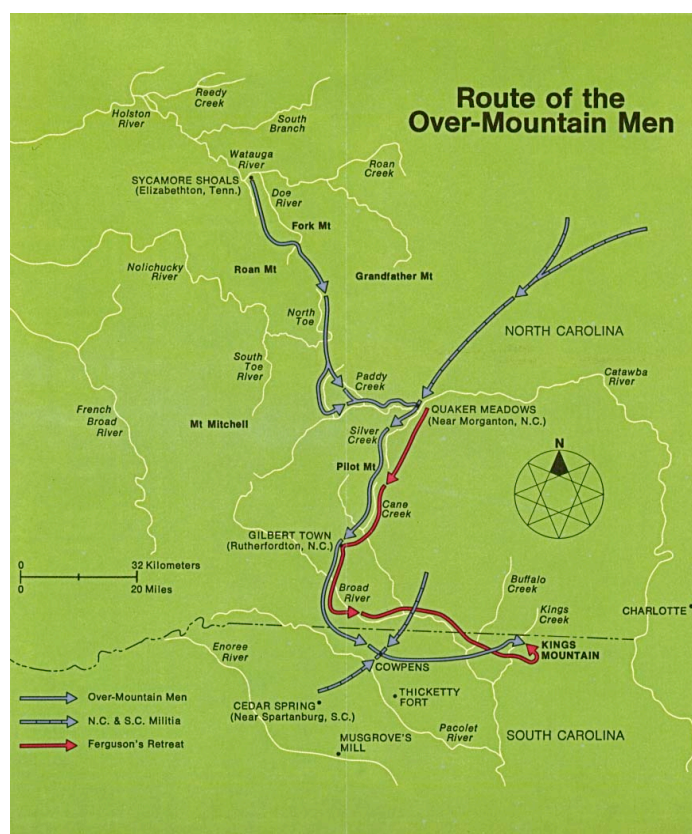 Route of the
Over-Mountain Men
Reedy
Creek
Holston
River
South
Branch
Watauga
River
Roan
Creek
SYCAMORE SHOALS
(Elizabethton, Tenn.)
Doe
River
Fork Mt
Roan Mt
Nolichucky
River
Grandfather Mt
North
Toe
NORTH CAROLINA
South
Toe
River
Paddy
Creek
Catawba
River
French
Broad
River
Mt Mitchell
QUAKER MEADOWS
(Near Morganton, N.C.)
Silver
Creek
N
Pilot Mt
Cane
Creek
GILBERT TOWN
(Rutherfordton, N.C.)
0 32 Kilometers
0 20 Miles
Broad
River
Buffalo
Creek
Kings
Creek
CHARLOTTE
Enoree
River
KINGS
MOUNTAIN
COWPENS
Over-Mountain Men
N.C. & S.C. Militia
Ferguson's Retreat
CEDAR SPRING
(Near Spartanburg, S.C.)
THICKETTY
FORT
MUSGROVE'S
MILL
Pacolet
River
SOUTH CAROLINA